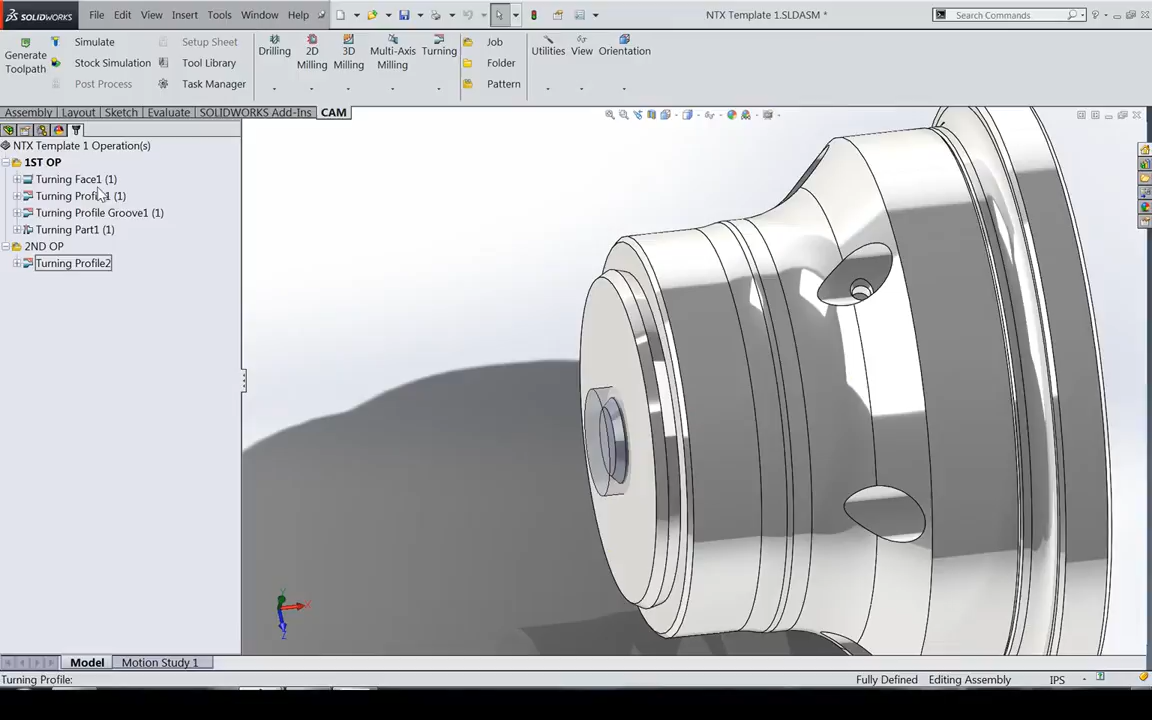 SOLIDWORKS File Edit View Insert Tools Window Help NTX Template 1.SLDASM * Search Commands
Generate Toolpath
Simulate Setup Sheet
Stock Simulation Tool Library
Post Process Task Manager
Drilling 2D Milling 3D Milling Multi-Axis Milling Turning
Job
Folder
Pattern
Utilities View Orientation
Assembly Layout Sketch Evaluate SOLIDWORKS Add-Ins CAM
NTX Template 1 Operation(s)
1ST OP
Turning Face1 (1)
Turning Profile1 (1)
Turning Profile Groove1 (1)
Turning Part1 (1)
2ND OP
Turning Profile2
Y
X
Z
Model Motion Study 1
Turning Profile: Fully Defined Editing Assembly IPS